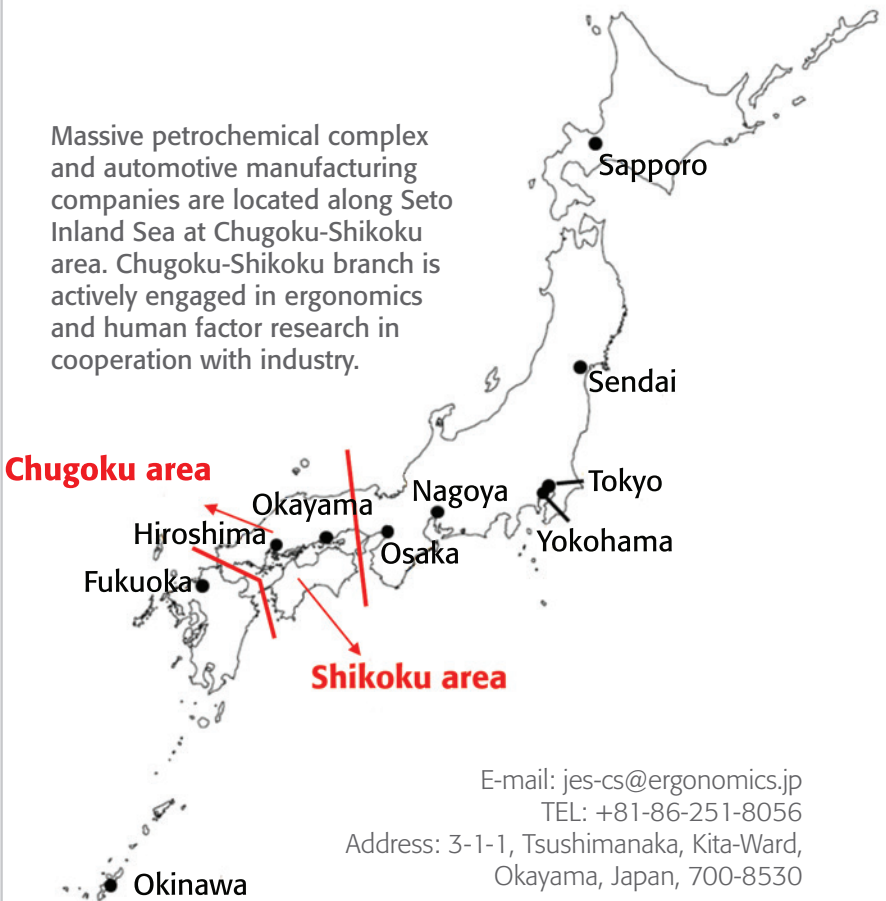 Massive petrochemical complex
and automotive manufacturing
companies are located along Seto
Inland Sea at Chugoku-Shikoku
area. Chugoku-Shikoku branch is
actively engaged in ergonomics
and human factor research in
cooperation with industry.
Sapporo
Sendai
Chugoku area
Tokyo
Nagoya
Okayama
Hiroshima
Yokohama
Osaka
Fukuoka
Shikoku area
E-mail: jes-cs@ergonomics.jp
TEL: +81-86-251-8056
Address: 3-1-1, Tsushimanaka, Kita-Ward,
Okayama, Japan, 700-8530
Okinawa